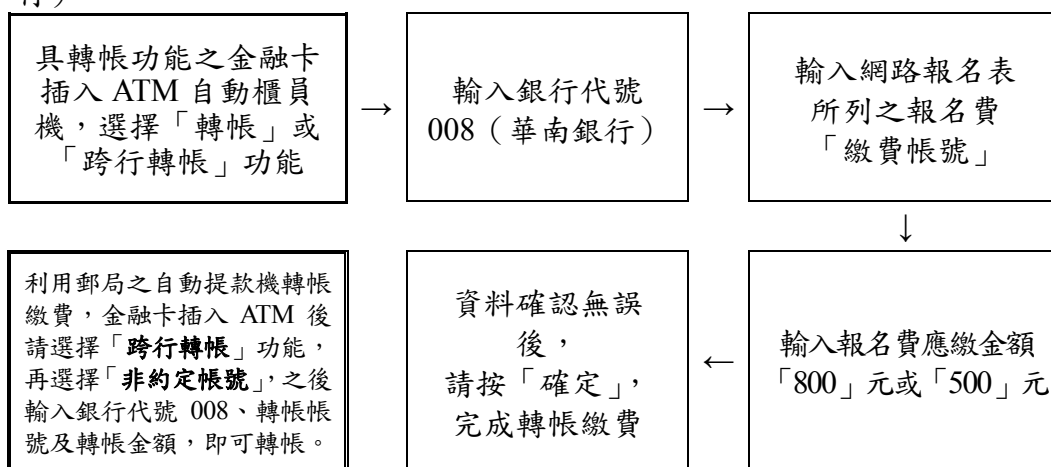 具轉帳功能之金融卡
插入 ATM 自動櫃員
機，選擇「轉帳」或
「跨行轉帳」功能
→
輸入銀行代號
008（華南銀行）
→
輸入網路報名表
所列之報名費
「繳費帳號」
↓
輸入報名費應繳金額
「800」元或「500」元
←
資料確認無誤
後，
請按「確定」，
完成轉帳繳費
利用郵局之自動提款機轉帳
繳費，金融卡插入 ATM 後
請選擇「跨行轉帳」功能，
再選擇「非約定帳號」，之後
輸入銀行代號 008、轉帳帳
號及轉帳金額，即可轉帳。